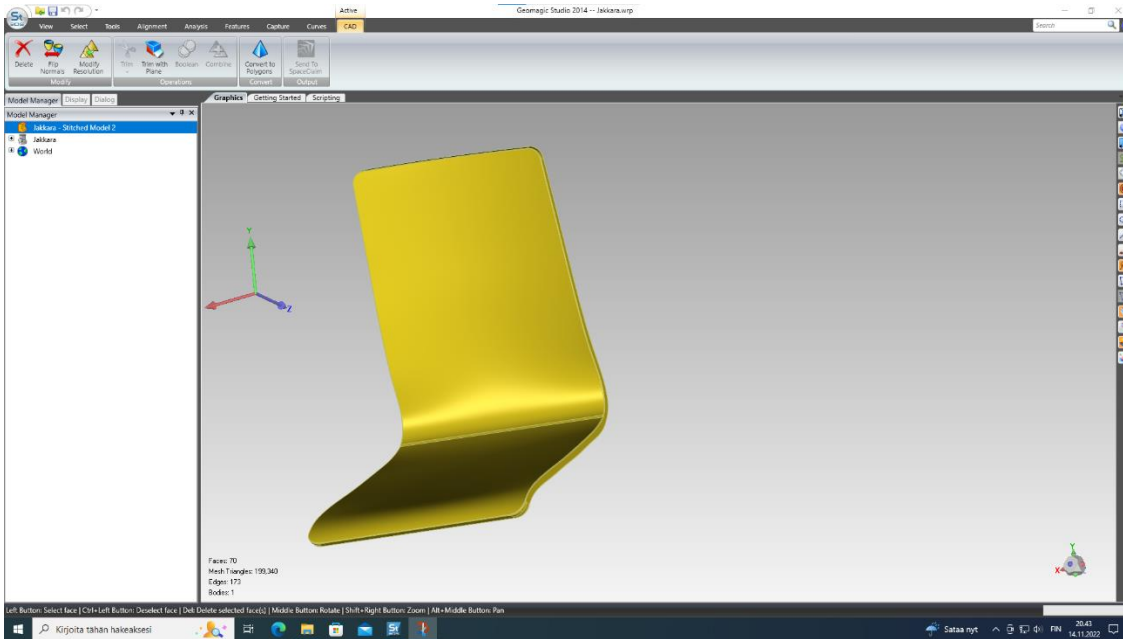 Active
Geomagic Studio 2014 -- Jakkara.wrp
St
View Select Tools Alignment Analysis Features Capture Curves CAD
Search
Delete Flip Normals Modify Resolution Trim Trim with Plane Boolean Combine Convert to Polygons Send To SpaceClaim
Modify Operations Convert Output
Model Manager Display Dialog
Graphics Getting Started Scripting
Model Manager
Jakkara - Stitched Model 2
Jakkara
World
Y
Z
Faces: 70
Mesh Triangles: 199,340
Edges: 173
Bodies: 1
Y
X
Left Button: Select face | Ctrl+Left Button: Deselect face | Del: Delete selected face(s) | Middle Button: Rotate | Shift+Right Button: Zoom | Alt+Middle Button: Pan
Kirjoita tähän hakeaksesi
Sataa nyt
FIN
20.43
14.11.2022